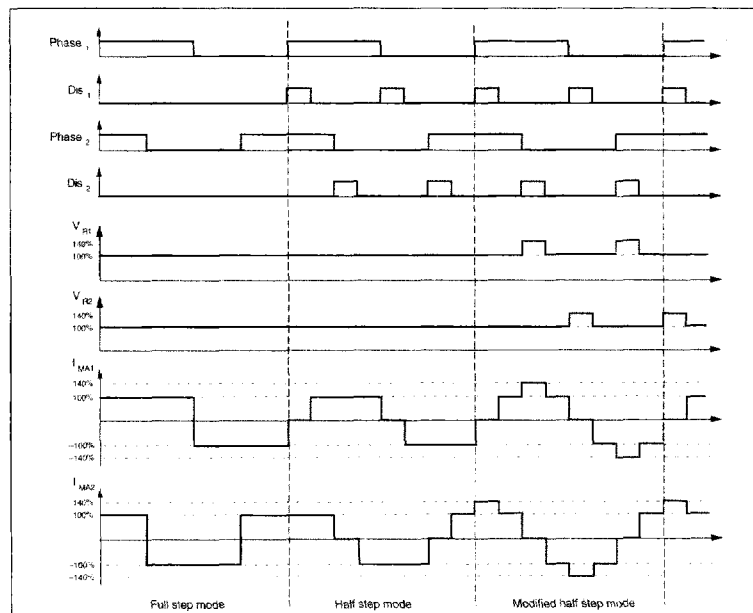 Phase 1
Dis 1
Phase 2
Dis 2
V R1
140%
100%
V R2
140%
100%
I MA1
140%
100%
-100%
-140%
I MA2
140%
100%
-100%
-140%
Full step mode Half step mode Modified half step mode